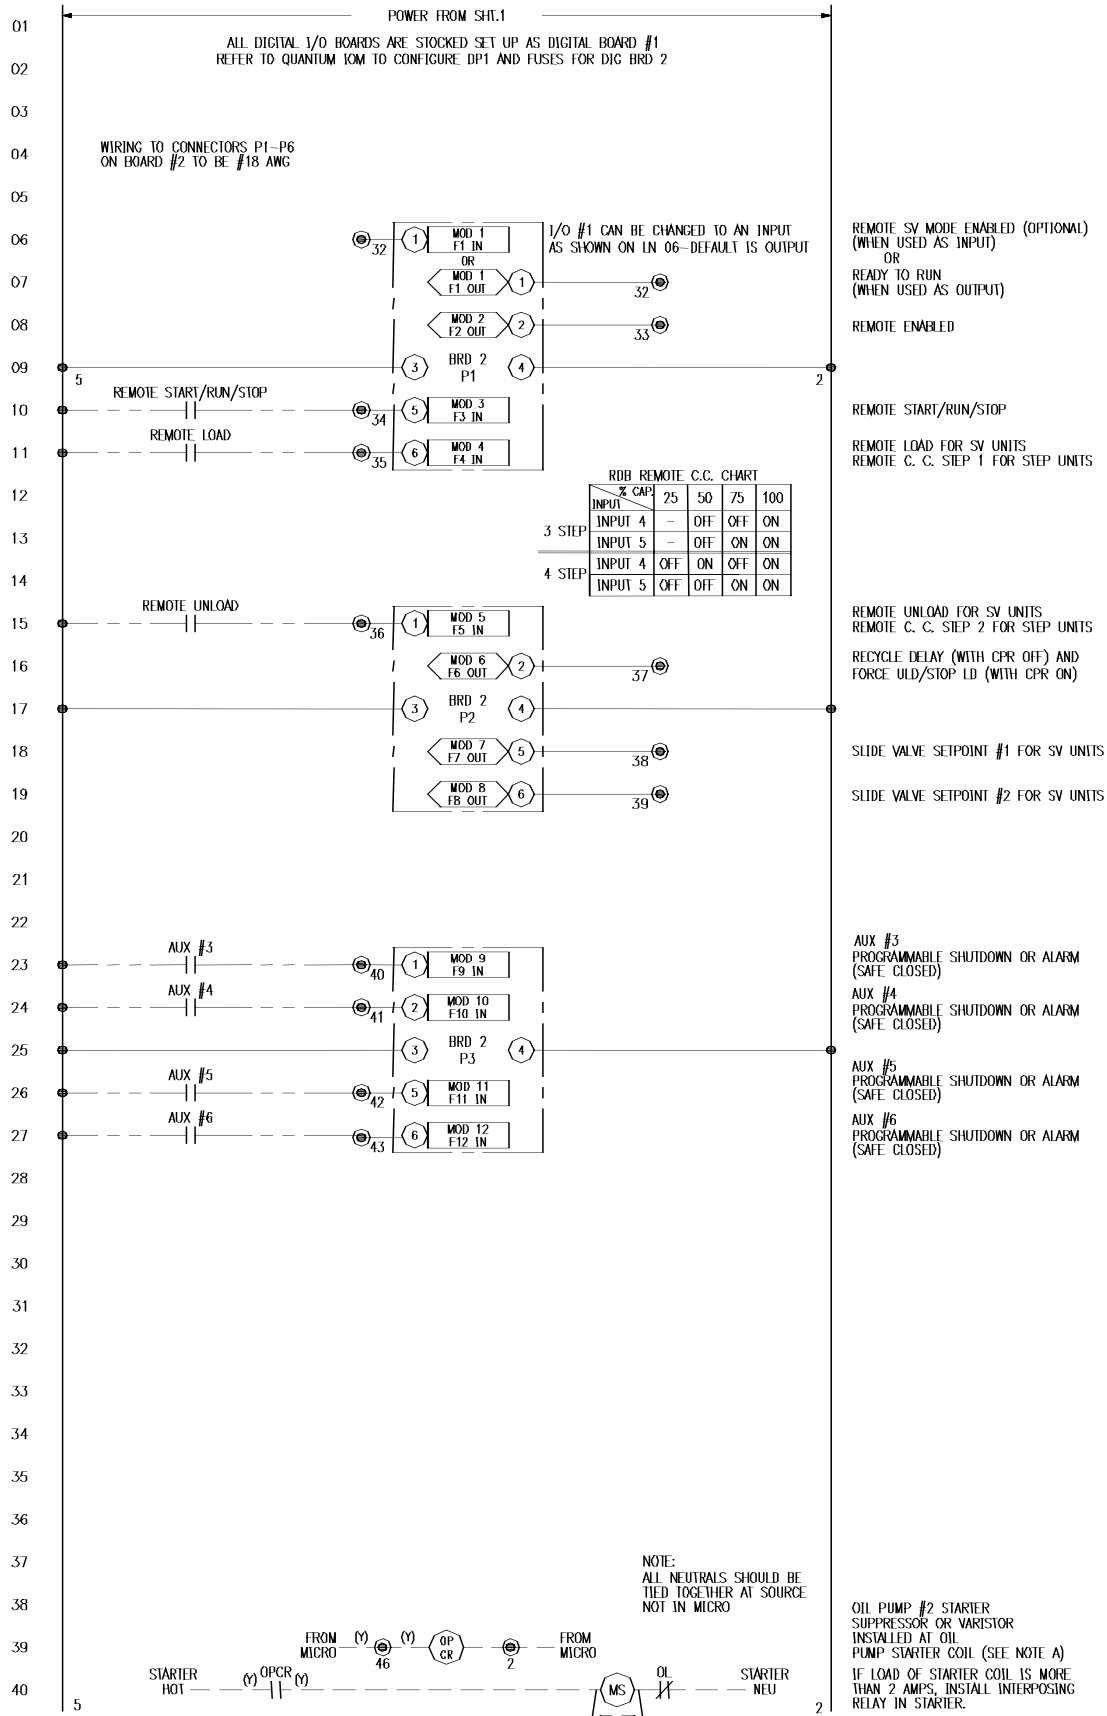 01
POWER FROM SHT.1
ALL DIGITAL I/O BOARDS ARE STOCKED SET UP AS DIGITAL BOARD #1
02
REFER TO QUANTUM IOM TO CONFIGURE DP1 AND FUSES FOR DIG BRD 2
03
04
WIRING TO CONNECTORS P1-P6
ON BOARD #2 TO BE #18 AWG
05
06
32
1
MOD 1
F1 IN
OR
I/O #1 CAN BE CHANGED TO AN INPUT
AS SHOWN ON LN 06-DEFAULT IS OUTPUT
REMOTE SV MODE ENABLED (OPTIONAL)
(WHEN USED AS INPUT)
OR
07
MOD 1
F1 OUT
1
32
READY TO RUN
(WHEN USED AS OUTPUT)
08
MOD 2
F2 OUT
2
33
REMOTE ENABLED
09
5
3
BRD 2
P1
4
2
REMOTE START/RUN/STOP
10
34
5
MOD 3
F3 IN
REMOTE START/RUN/STOP
REMOTE LOAD
11
35
6
MOD 4
F4 IN
REMOTE LOAD FOR SV UNITS
REMOTE C. C. STEP 1 FOR STEP UNITS
RDB REMOTE C.C. CHART
12
% CAP.
INPUT
25 50 75 100
3 STEP
INPUT 4 - OFF OFF ON
13
INPUT 5 - OFF ON ON
4 STEP
INPUT 4 OFF ON OFF ON
14
INPUT 5 OFF OFF ON ON
REMOTE UNLOAD
15
36
1
MOD 5
F5 IN
REMOTE UNLOAD FOR SV UNITS
REMOTE C. C. STEP 2 FOR STEP UNITS
16
MOD 6
F6 OUT
2
37
RECYCLE DELAY (WITH CPR OFF) AND
FORCE ULD/STOP LD (WITH CPR ON)
17
3
BRD 2
P2
4
18
MOD 7
F7 OUT
5
38
SLIDE VALVE SETPOINT #1 FOR SV UNITS
19
MOD 8
F8 OUT
6
39
SLIDE VALVE SETPOINT #2 FOR SV UNITS
20
21
22
AUX #3
23
40
1
MOD 9
F9 IN
AUX #3
PROGRAMMABLE SHUTDOWN OR ALARM
(SAFE CLOSED)
AUX #4
24
41
2
MOD 10
F10 IN
AUX #4
PROGRAMMABLE SHUTDOWN OR ALARM
(SAFE CLOSED)
25
3
BRD 2
P3
4
AUX #5
26
42
5
MOD 11
F11 IN
AUX #5
PROGRAMMABLE SHUTDOWN OR ALARM
(SAFE CLOSED)
AUX #6
27
43
6
MOD 12
F12 IN
AUX #6
PROGRAMMABLE SHUTDOWN OR ALARM
(SAFE CLOSED)
28
29
30
31
32
33
34
35
36
37
NOTE:
ALL NEUTRALS SHOULD BE
38
TIED TOGETHER AT SOURCE
NOT IN MICRO
OIL PUMP #2 STARTER
SUPPRESSOR OR VARISTOR
INSTALLED AT OIL
PUMP STARTER COIL (SEE NOTE A)
39
FROM
MICRO
(Y)
46
(Y)
OP
CR
2
FROM
MICRO
40
5
STARTER
HOT
(Y)
OPCR
(Y)
MS
OL
STARTER
NEU
2
IF LOAD OF STARTER COIL IS MORE
THAN 2 AMPS, INSTALL INTERPOSING
RELAY IN STARTER.